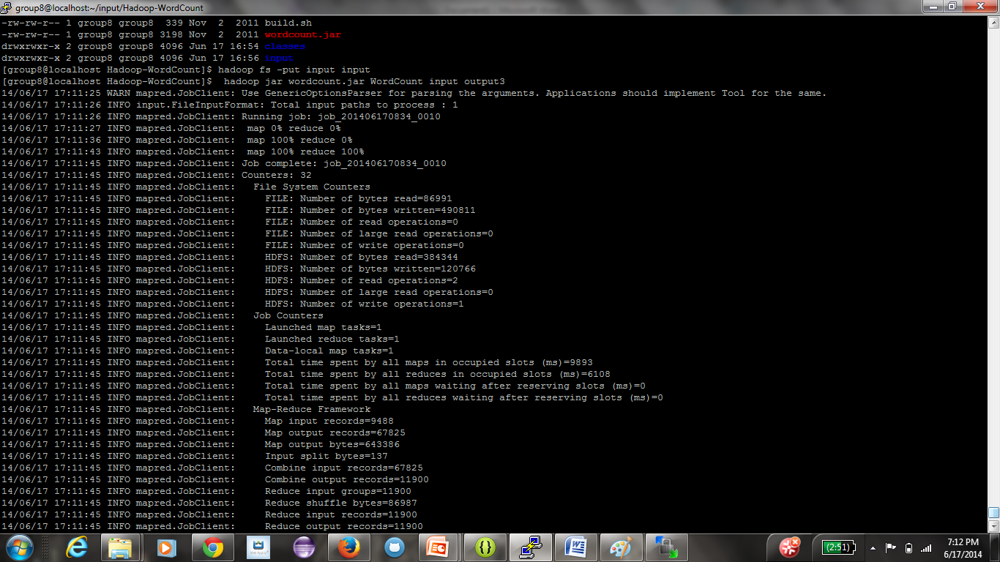 group8@localhost:~/input/Hadoop-WordCount
-rw-rw-r-- 1 group8 group8  339 Nov  2  2011 build.sh
-rw-rw-r-- 1 group8 group8 3198 Nov  2  2011 wordcount.jar
drwxrwxr-x 2 group8 group8 4096 Jun 17 16:54 classes
drwxrwxr-x 2 group8 group8 4096 Jun 17 16:56 input
[group8@localhost Hadoop-WordCount]$ hadoop fs -put input input
[group8@localhost Hadoop-WordCount]$  hadoop jar wordcount.jar WordCount input output3
14/06/17 17:11:25 WARN mapred.JobClient: Use GenericOptionsParser for parsing the arguments. Applications should implement Tool for the same.
14/06/17 17:11:26 INFO input.FileInputFormat: Total input paths to process : 1
14/06/17 17:11:26 INFO mapred.JobClient: Running job: job_201406170834_0010
14/06/17 17:11:27 INFO mapred.JobClient:  map 0% reduce 0%
14/06/17 17:11:36 INFO mapred.JobClient:  map 100% reduce 0%
14/06/17 17:11:43 INFO mapred.JobClient:  map 100% reduce 100%
14/06/17 17:11:45 INFO mapred.JobClient: Job complete: job_201406170834_0010
14/06/17 17:11:45 INFO mapred.JobClient: Counters: 32
14/06/17 17:11:45 INFO mapred.JobClient:   File System Counters
14/06/17 17:11:45 INFO mapred.JobClient:     FILE: Number of bytes read=86991
14/06/17 17:11:45 INFO mapred.JobClient:     FILE: Number of bytes written=490811
14/06/17 17:11:45 INFO mapred.JobClient:     FILE: Number of read operations=0
14/06/17 17:11:45 INFO mapred.JobClient:     FILE: Number of large read operations=0
14/06/17 17:11:45 INFO mapred.JobClient:     FILE: Number of write operations=0
14/06/17 17:11:45 INFO mapred.JobClient:     HDFS: Number of bytes read=384344
14/06/17 17:11:45 INFO mapred.JobClient:     HDFS: Number of bytes written=120766
14/06/17 17:11:45 INFO mapred.JobClient:     HDFS: Number of read operations=2
14/06/17 17:11:45 INFO mapred.JobClient:     HDFS: Number of large read operations=0
14/06/17 17:11:45 INFO mapred.JobClient:     HDFS: Number of write operations=1
14/06/17 17:11:45 INFO mapred.JobClient:   Job Counters
14/06/17 17:11:45 INFO mapred.JobClient:     Launched map tasks=1
14/06/17 17:11:45 INFO mapred.JobClient:     Launched reduce tasks=1
14/06/17 17:11:45 INFO mapred.JobClient:     Data-local map tasks=1
14/06/17 17:11:45 INFO mapred.JobClient:     Total time spent by all maps in occupied slots (ms)=9893
14/06/17 17:11:45 INFO mapred.JobClient:     Total time spent by all reduces in occupied slots (ms)=6108
14/06/17 17:11:45 INFO mapred.JobClient:     Total time spent by all maps waiting after reserving slots (ms)=0
14/06/17 17:11:45 INFO mapred.JobClient:     Total time spent by all reduces waiting after reserving slots (ms)=0
14/06/17 17:11:45 INFO mapred.JobClient:   Map-Reduce Framework
14/06/17 17:11:45 INFO mapred.JobClient:     Map input records=9488
14/06/17 17:11:45 INFO mapred.JobClient:     Map output records=67825
14/06/17 17:11:45 INFO mapred.JobClient:     Map output bytes=643386
14/06/17 17:11:45 INFO mapred.JobClient:     Input split bytes=137
14/06/17 17:11:45 INFO mapred.JobClient:     Combine input records=67825
14/06/17 17:11:45 INFO mapred.JobClient:     Combine output records=11900
14/06/17 17:11:45 INFO mapred.JobClient:     Reduce input groups=11900
14/06/17 17:11:45 INFO mapred.JobClient:     Reduce shuffle bytes=86987
14/06/17 17:11:45 INFO mapred.JobClient:     Reduce input records=11900
14/06/17 17:11:45 INFO mapred.JobClient:     Reduce output records=11900
(2:51)
7:12 PM
6/17/2014